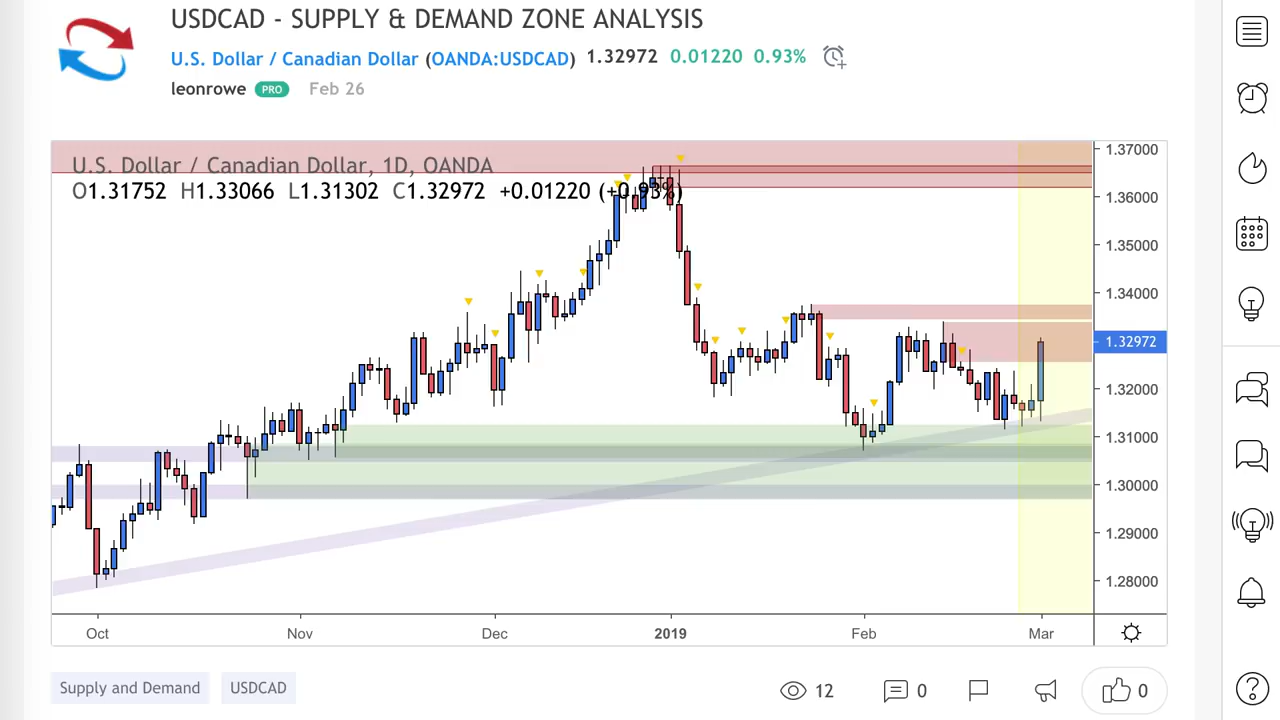 USDCAD - SUPPLY & DEMAND ZONE ANALYSIS
U.S. Dollar / Canadian Dollar (OANDA:USDCAD) 1.32972 0.01220 0.93%
leonrowe PRO Feb 26
U.S. Dollar / Canadian Dollar, 1D, OANDA
O1.31752 H1.33066 L1.31302 C1.32972 +0.01220 (+0.93%)
1.37000
1.36000
1.35000
1.34000
1.32972
1.32000
1.31000
1.30000
1.29000
1.28000
Oct Nov Dec 2019 Feb Mar
Supply and Demand USDCAD 12 0 0